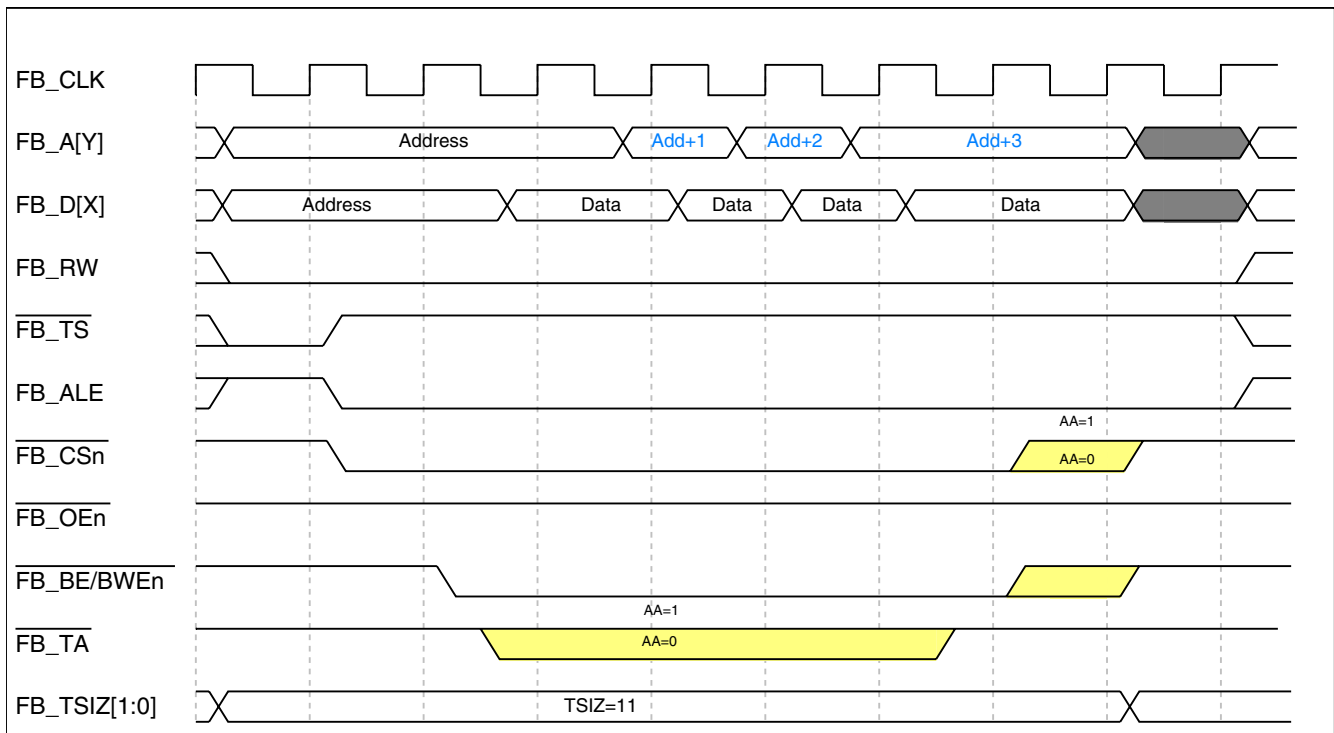 FB_CLK
FB_A[Y] Address Add+1 Add+2 Add+3
FB_D[X] Address Data Data Data Data
FB_RW
FB_TS
FB_ALE
AA=1
FB_CSn AA=0
FB_OEn
FB_BE/BWEn
AA=1
FB_TA AA=0
FB_TSIZ[1:0] TSIZ=11